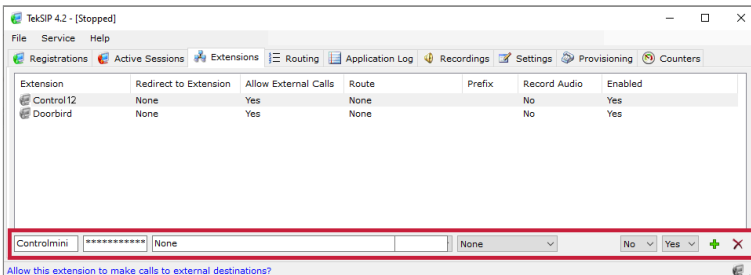 TekSIP 4.2 - [Stopped]
File Service Help
Registrations Active Sessions Extensions Routing Application Log Recordings Settings Provisioning Counters
Extension Redirect to Extension Allow External Calls Route Prefix Record Audio Enabled
Control12 None Yes None No Yes
Doorbird None Yes None No Yes
Controlmini *********** None None No Yes
Allow this extension to make calls to external destinations?